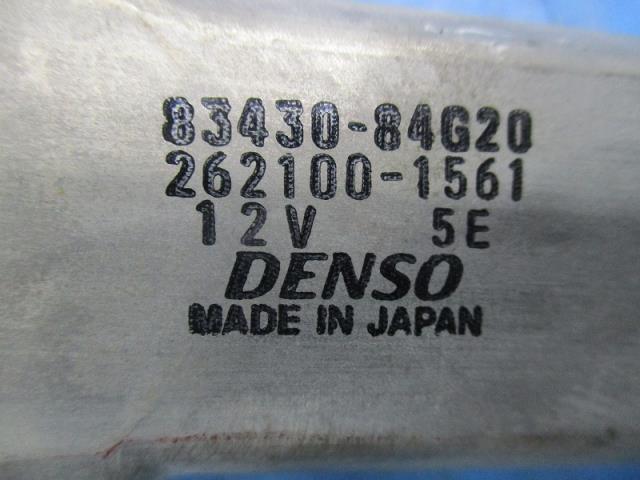 83430-84G20
262100-1561
12V 5E
DENSO
MADE IN JAPAN